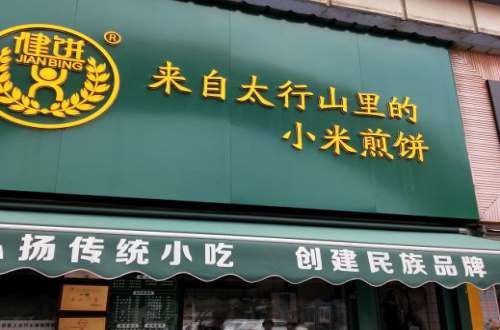 健饼
®
JIAN BING
来自太行山里的
小米煎饼
扬传统小吃 创建民族品牌